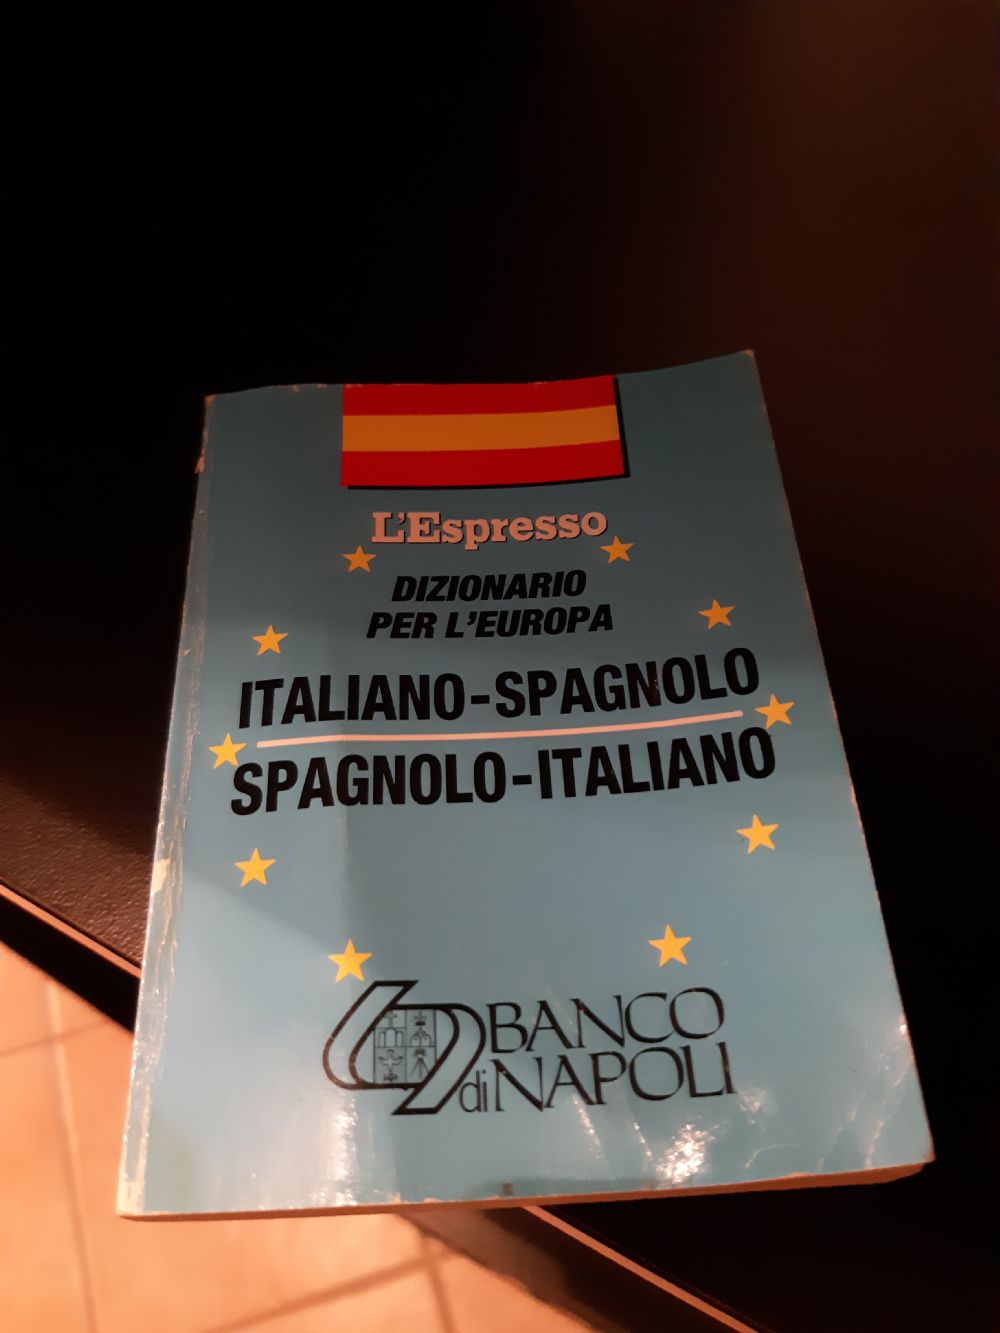 L'Espresso
DIZIONARIO
PER L'EUROPA
ITALIANO-SPAGNOLO
SPAGNOLO-ITALIANO
BANCO
di NAPOLI